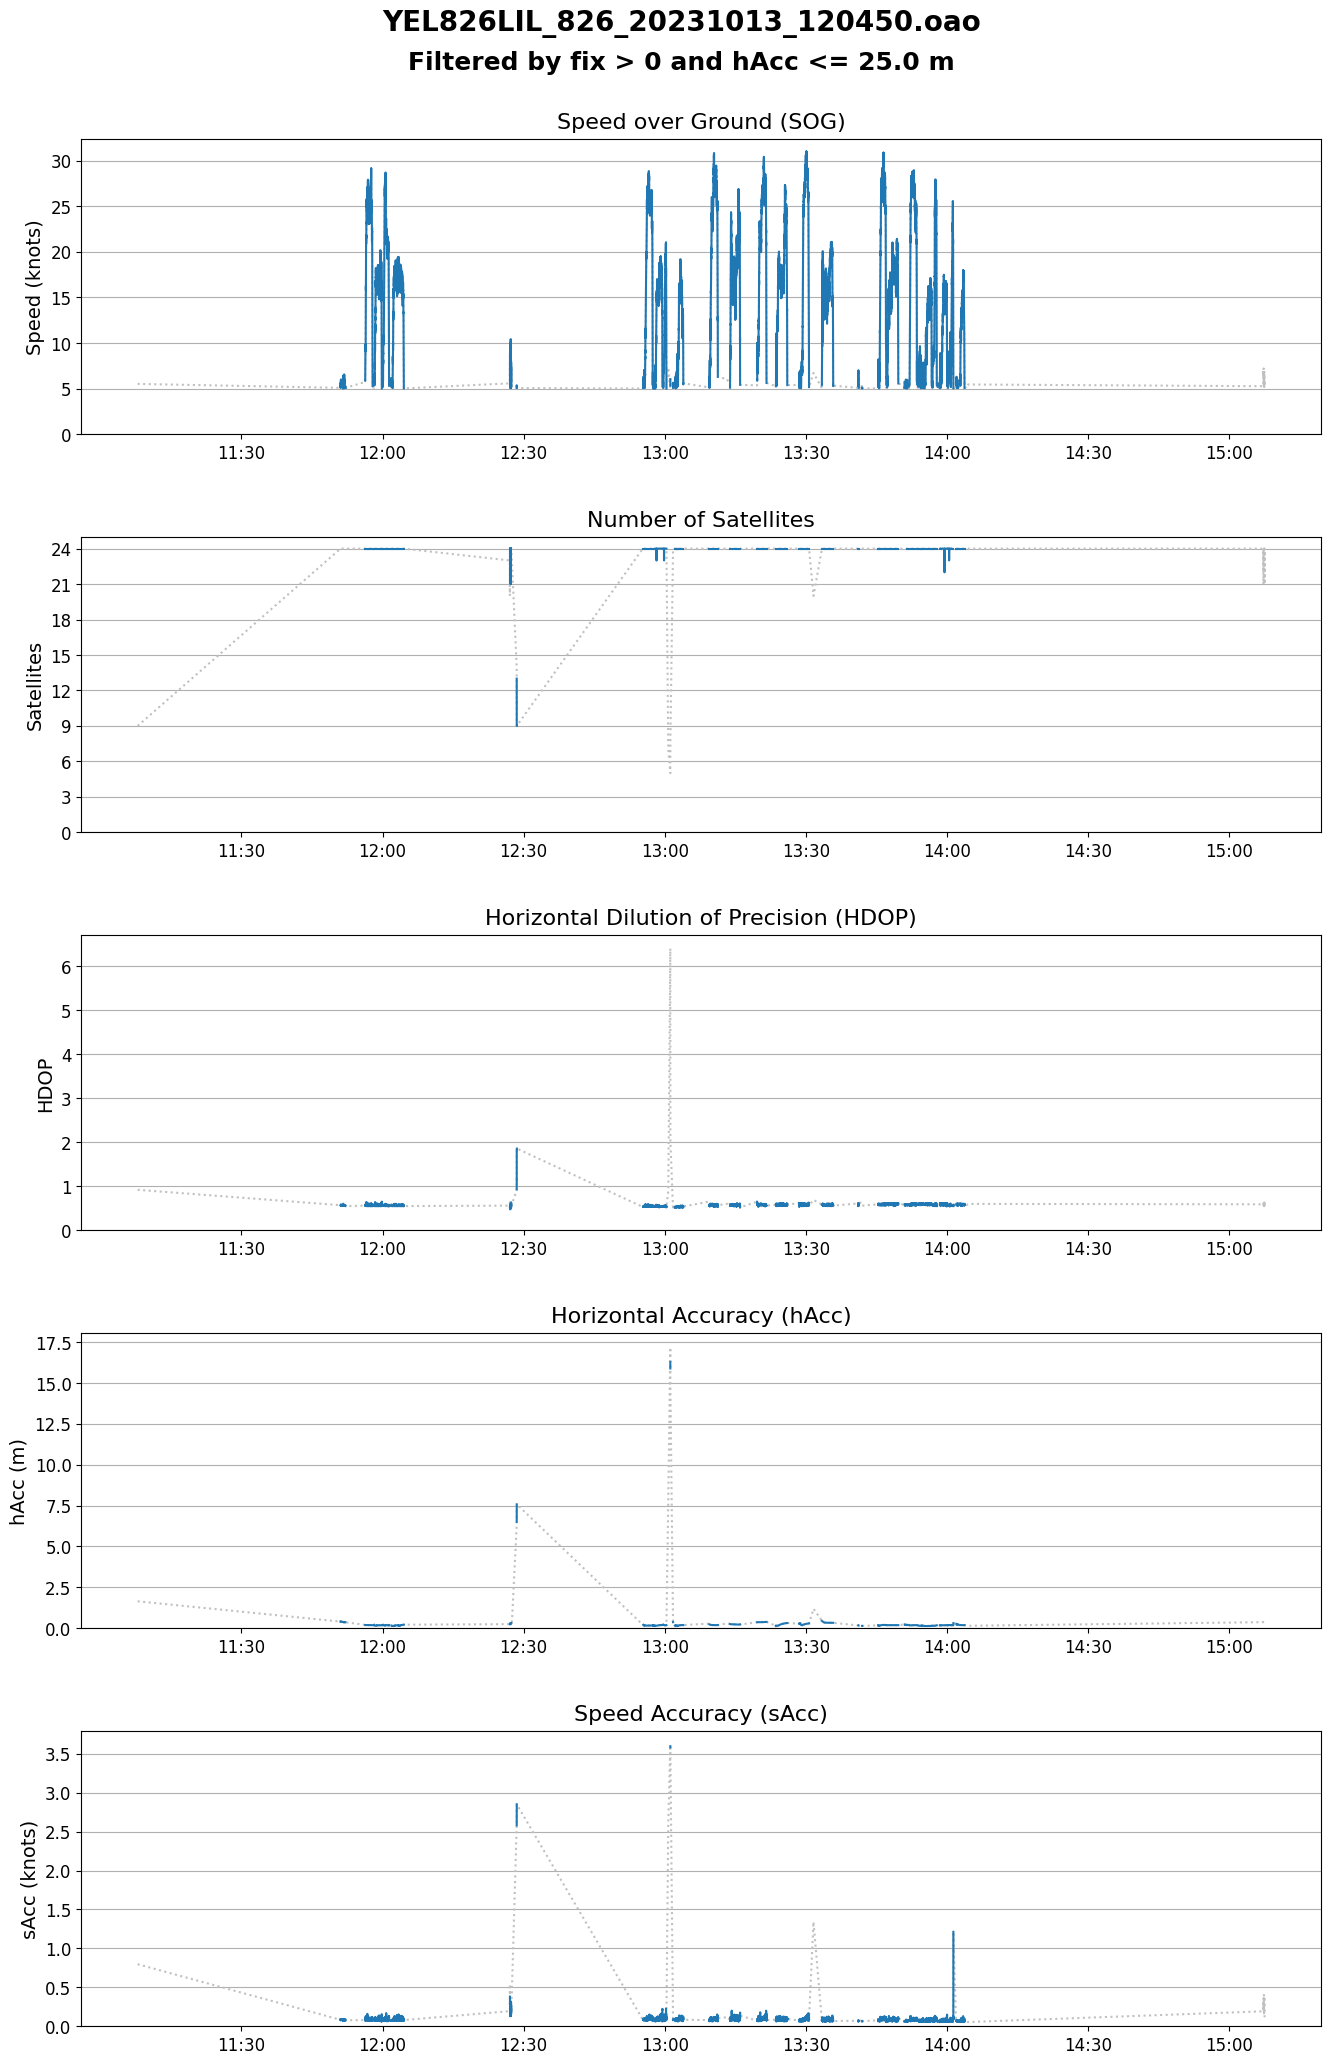 YEL826LIL_826_20231013_120450.oao
Filtered by fix > 0 and hAcc <= 25.0 m
Speed over Ground (SOG)
Speed (knots)
30
25
20
15
10
5
0
11:30 12:00 12:30 13:00 13:30 14:00 14:30 15:00
Number of Satellites
Satellites
24
21
18
15
12
9
6
3
0
11:30 12:00 12:30 13:00 13:30 14:00 14:30 15:00
Horizontal Dilution of Precision (HDOP)
HDOP
6
5
4
3
2
1
0
11:30 12:00 12:30 13:00 13:30 14:00 14:30 15:00
Horizontal Accuracy (hAcc)
hAcc (m)
17.5
15.0
12.5
10.0
7.5
5.0
2.5
0.0
11:30 12:00 12:30 13:00 13:30 14:00 14:30 15:00
Speed Accuracy (sAcc)
sAcc (knots)
3.5
3.0
2.5
2.0
1.5
1.0
0.5
0.0
11:30 12:00 12:30 13:00 13:30 14:00 14:30 15:00